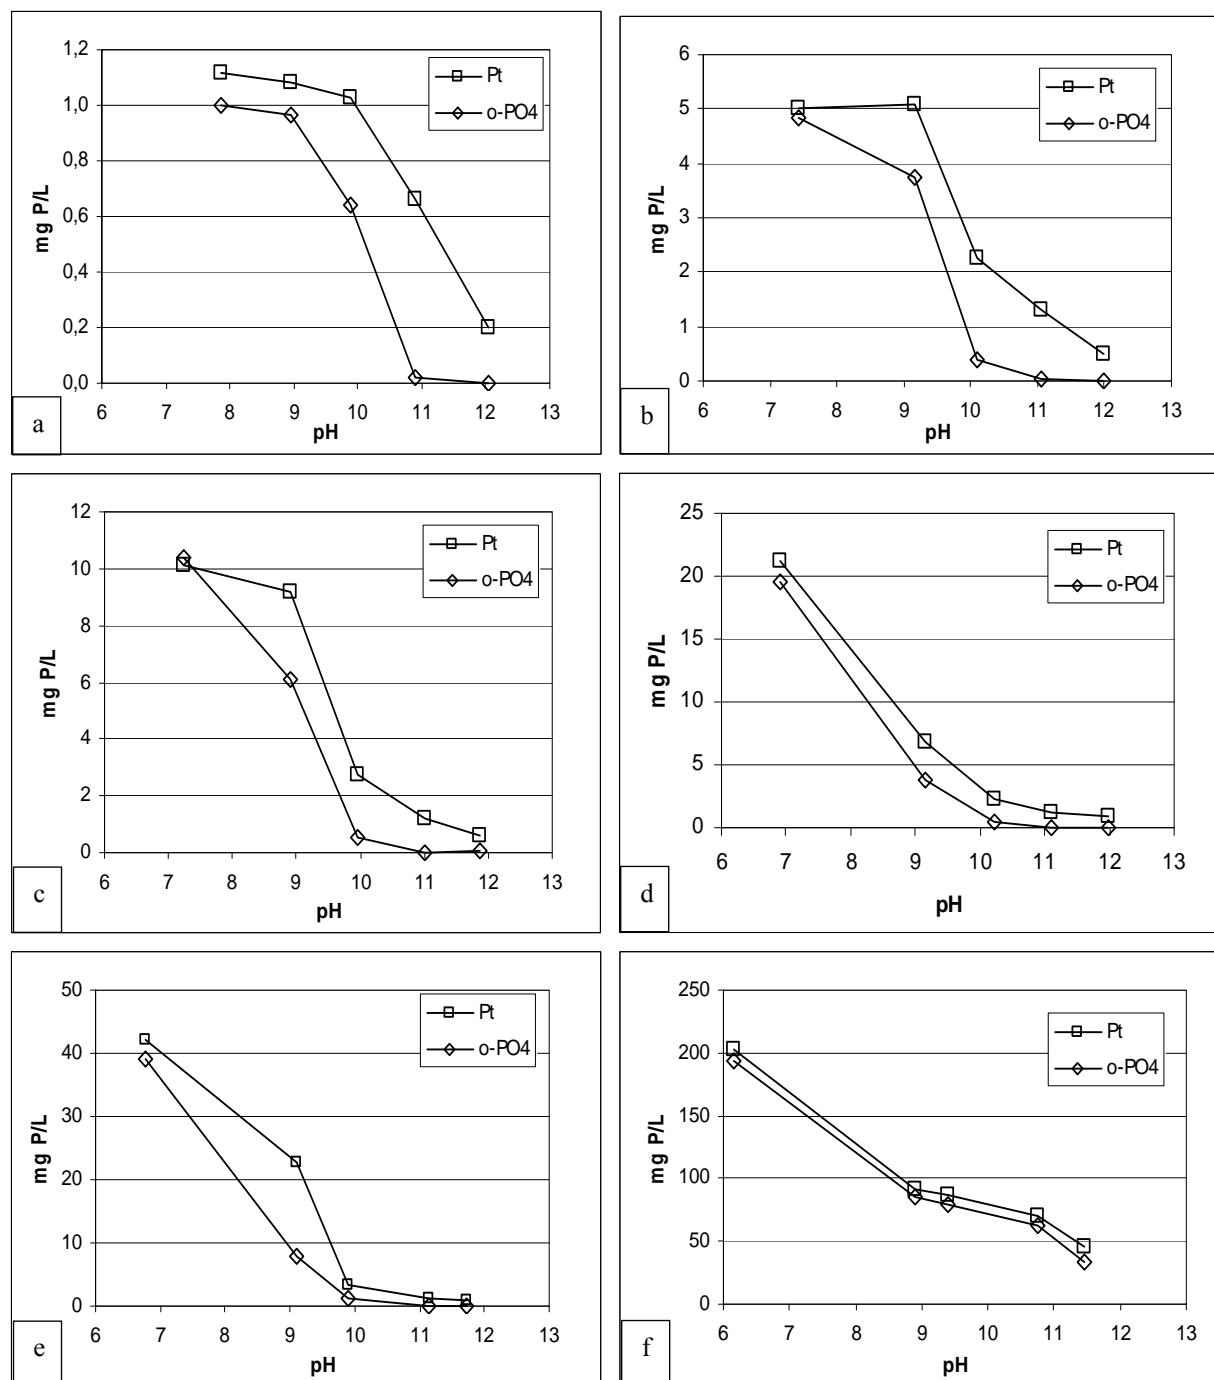 1,2
1,0
0,8
0,6
0,4
0,2
0,0
mg P/L
Pt
o-PO4
6 7 8 9 10 11 12 13
pH
a
6
5
4
3
2
1
0
mg P/L
Pt
o-PO4
6 7 8 9 10 11 12 13
pH
b
12
10
8
6
4
2
0
mg P/L
Pt
o-PO4
6 7 8 9 10 11 12 13
pH
c
25
20
15
10
5
0
mg P/L
Pt
o-PO4
6 7 8 9 10 11 12 13
pH
d
50
40
30
20
10
0
mg P/L
Pt
o-PO4
6 7 8 9 10 11 12 13
pH
e
250
200
150
100
50
0
mg P/L
Pt
o-PO4
6 7 8 9 10 11 12 13
pH
f